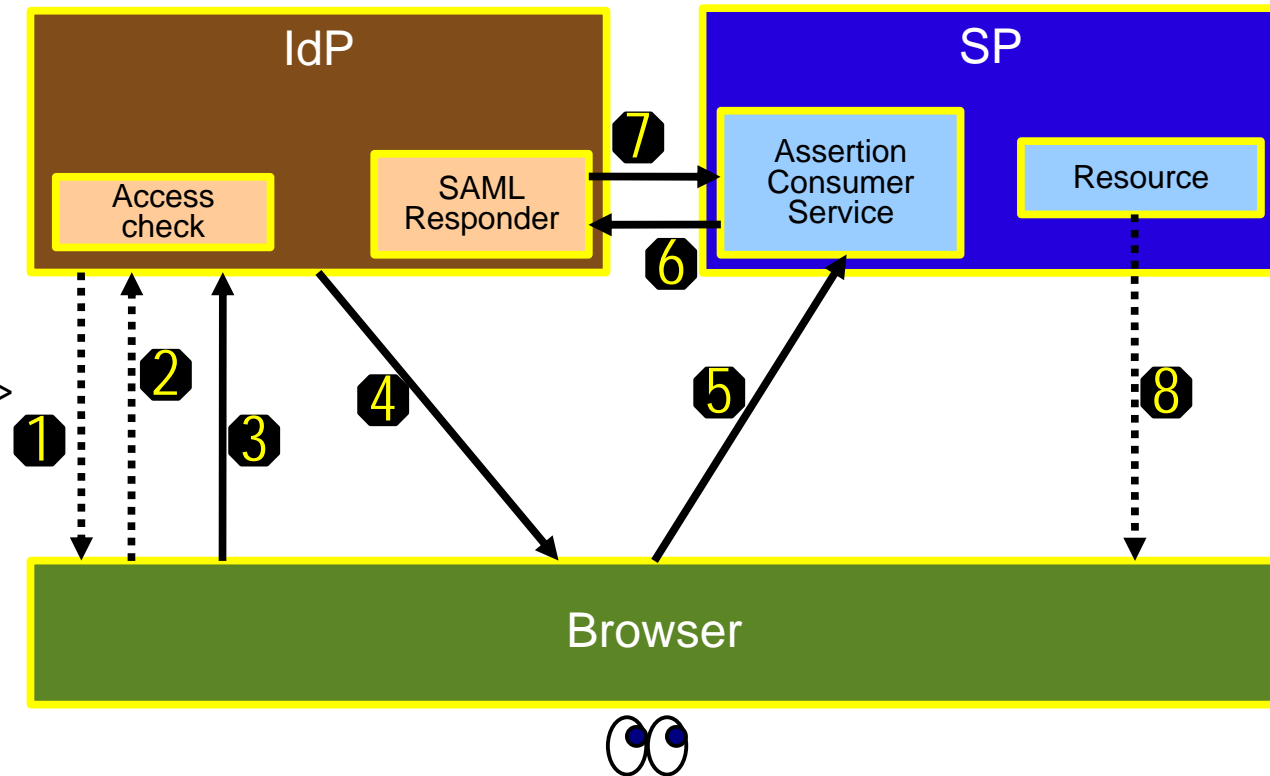 IdP
SP
7
Assertion
Consumer
Service
Resource
SAML
Responder
Access
check
6
2
>
4
5
8
1
3
Browser